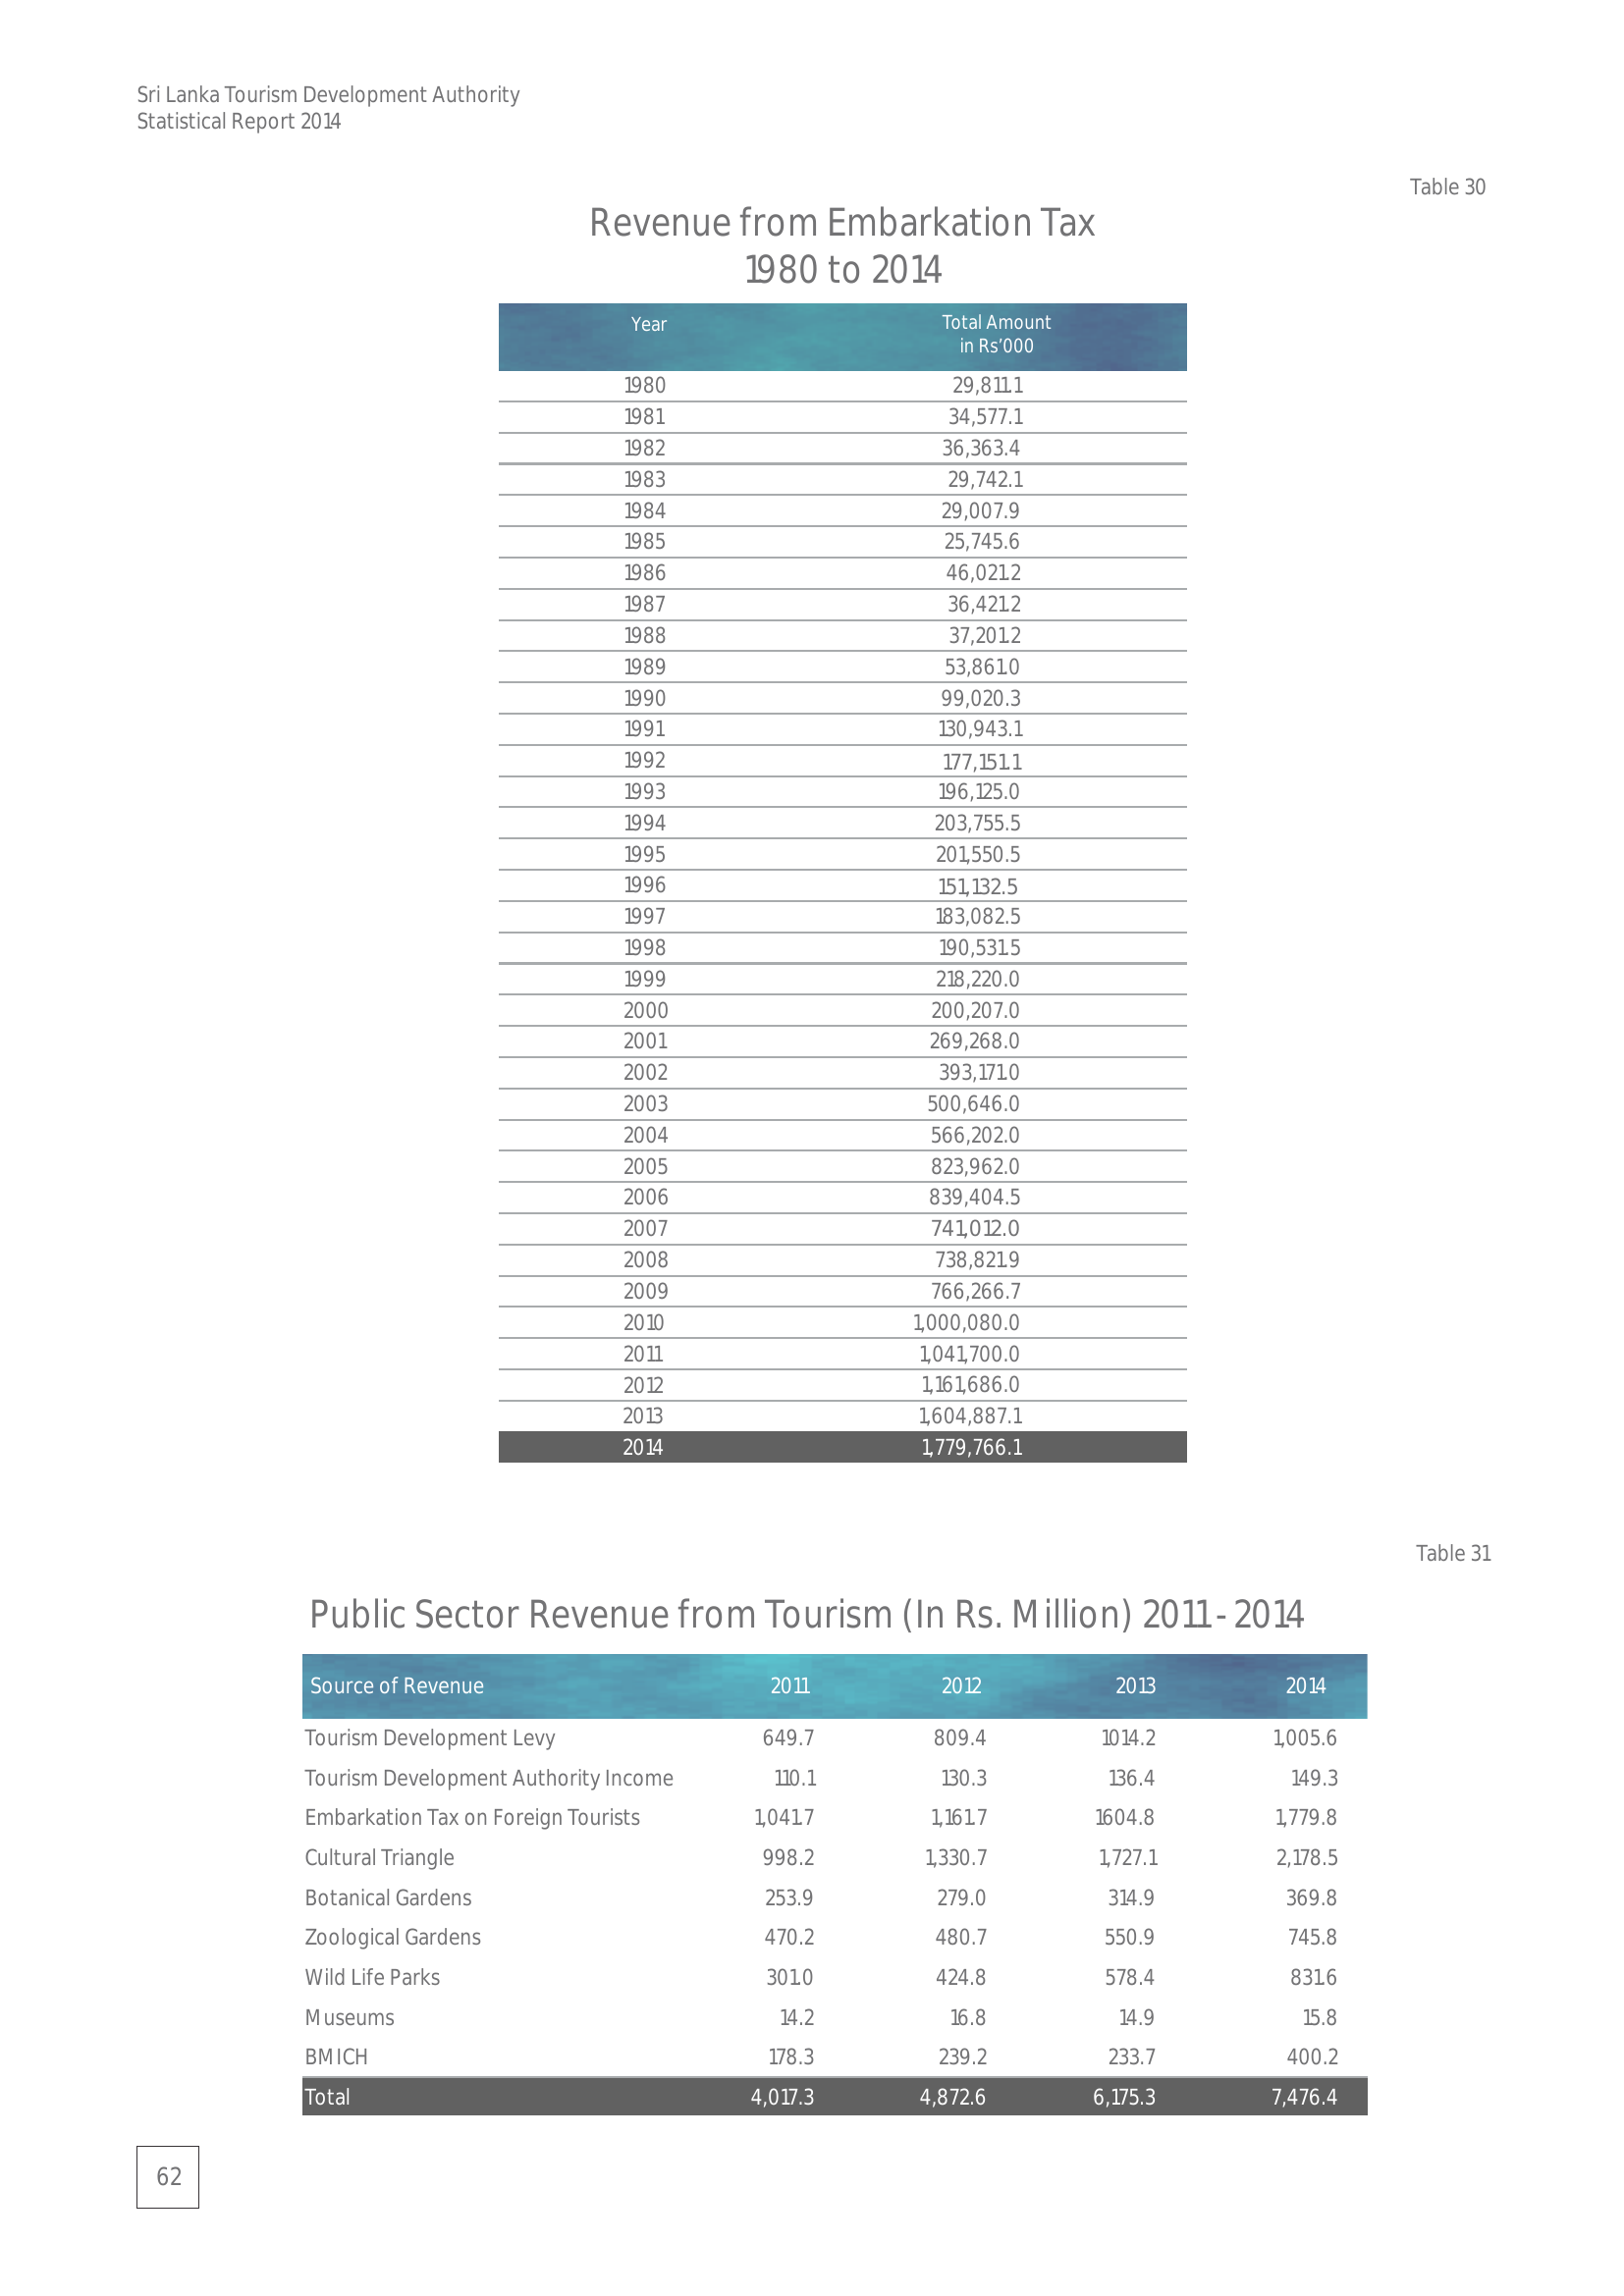 Sri Lanka Tourism Development Authority
Statistical Report 2014
Table 30
Revenue from Embarkation Tax
1980 to 2014
Year Total Amount
in Rs'000
1980 29,811.1
1981 34,577.1
1982 36,363.4
1983 29,742.1
1984 29,007.9
1985 25,745.6
1986 46,021.2
1987 36,421.2
1988 37,201.2
1989 53,861.0
1990 99,020.3
1991 130,943.1
1992 177,151.1
1993 196,125.0
1994 203,755.5
1995 201,550.5
1996 151,132.5
1997 183,082.5
1998 190,531.5
1999 218,220.0
2000 200,207.0
2001 269,268.0
2002 393,171.0
2003 500,646.0
2004 566,202.0
2005 823,962.0
2006 839,404.5
2007 741,012.0
2008 738,821.9
2009 766,266.7
2010 1,000,080.0
2011 1,041,700.0
2012 1,161,686.0
2013 1,604,887.1
2014 1,779,766.1
Table 31
Public Sector Revenue from Tourism (In Rs. Million) 2011 - 2014
Source of Revenue 2011 2012 2013 2014
Tourism Development Levy 649.7 809.4 1014.2 1,005.6
Tourism Development Authority Income 110.1 130.3 136.4 149.3
Embarkation Tax on Foreign Tourists 1,041.7 1,161.7 1604.8 1,779.8
Cultural Triangle 998.2 1,330.7 1,727.1 2,178.5
Botanical Gardens 253.9 279.0 314.9 369.8
Zoological Gardens 470.2 480.7 550.9 745.8
Wild Life Parks 301.0 424.8 578.4 831.6
Museums 14.2 16.8 14.9 15.8
BMICH 178.3 239.2 233.7 400.2
Total 4,017.3 4,872.6 6,175.3 7,476.4
62